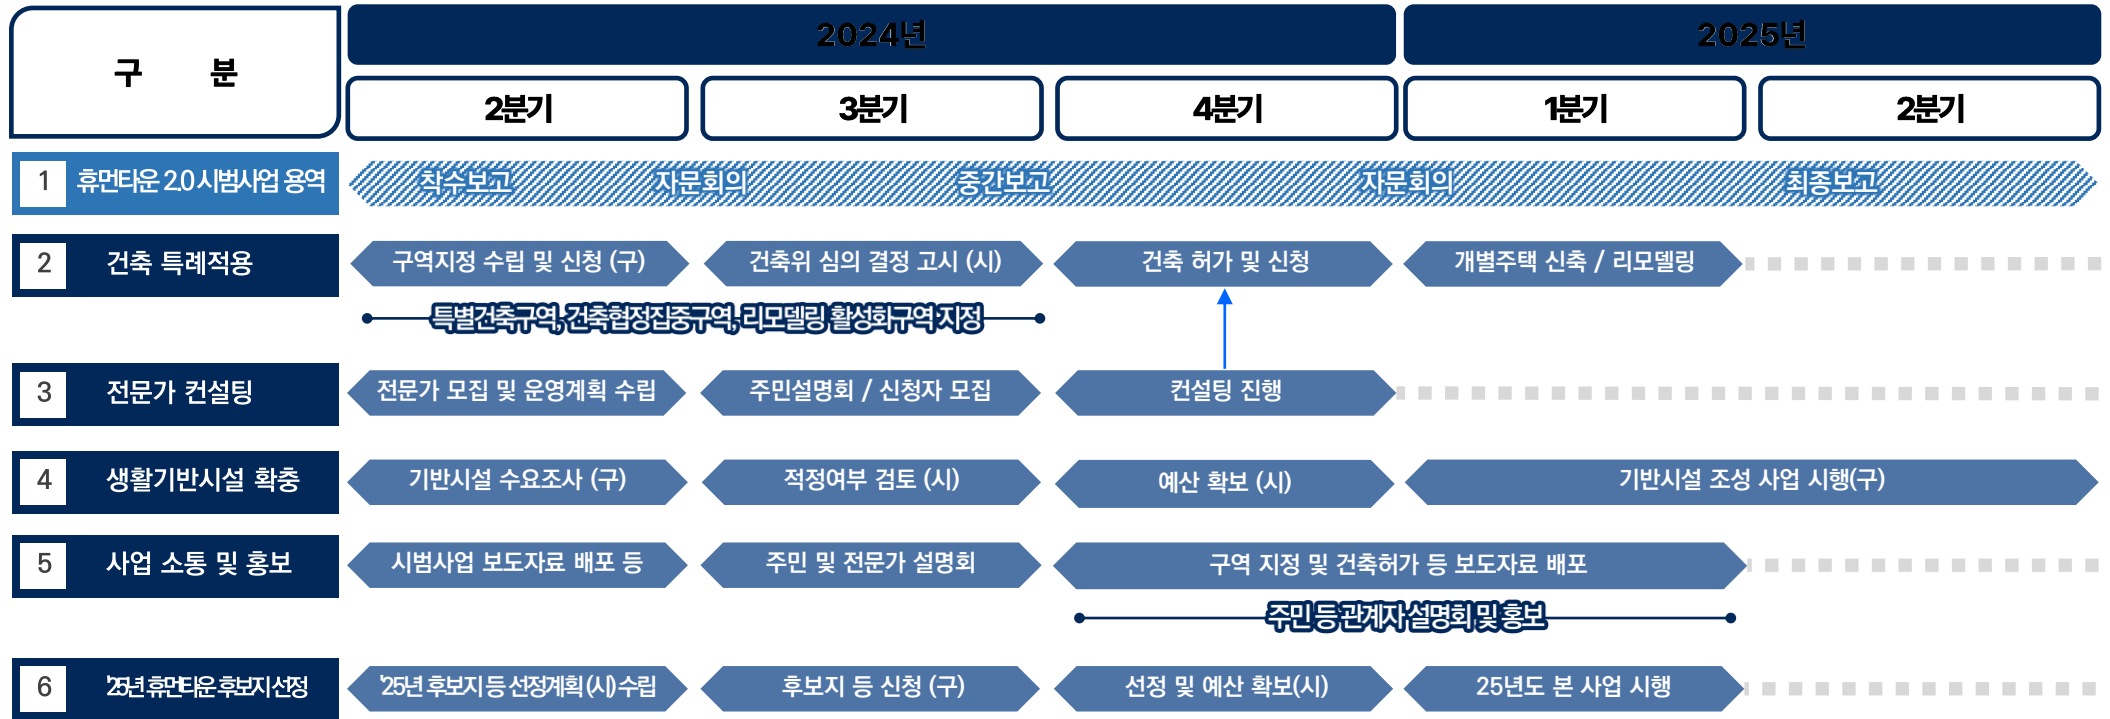 구 분
2024년
2025년
2분기
3분기
4분기
1분기
2분기
1 휴먼타운 2.0 시범사업 용역
착수보고
자문회의
중간보고
자문회의
최종보고
2 건축 특례적용
구역지정 수립 및 신청 (구)
건축위 심의 결정 고시 (시)
건축 허가 및 신청
개별주택 신축 / 리모델링
특별건축구역, 건축협정집중구역, 리모델링 활성화구역 지정
3 전문가 컨설팅
전문가 모집 및 운영계획 수립
주민설명회 / 신청자 모집
컨설팅 진행
4 생활기반시설 확충
기반시설 수요조사 (구)
적정여부 검토 (시)
예산 확보 (시)
기반시설 조성 사업 시행(구)
5 사업 소통 및 홍보
시범사업 보도자료 배포 등
주민 및 전문가 설명회
구역 지정 및 건축허가 등 보도자료 배포
주민 등 관계자 설명회 및 홍보
6 '25년 휴먼타운 후보지 선정
'25년 후보지 등 선정계획 (시) 수립
후보지 등 신청 (구)
선정 및 예산 확보(시)
25년도 본 사업 시행